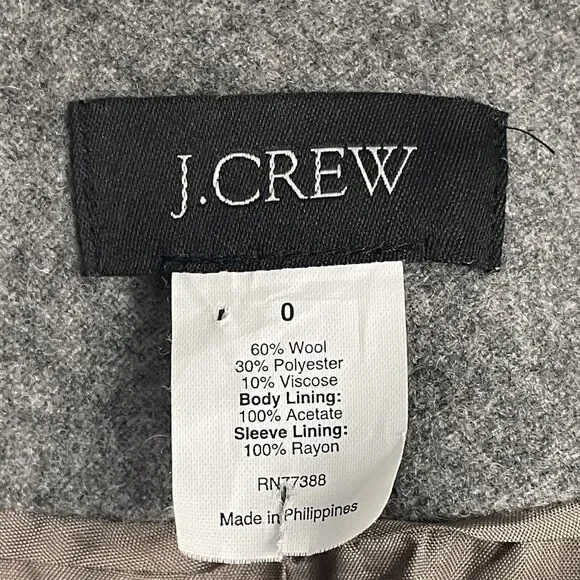 J.CREW
0
60% Wool
30% Polyester
10% Viscose
Body Lining:
100% Acetate
Sleeve Lining:
100% Rayon
RN77388
Made in Philippines